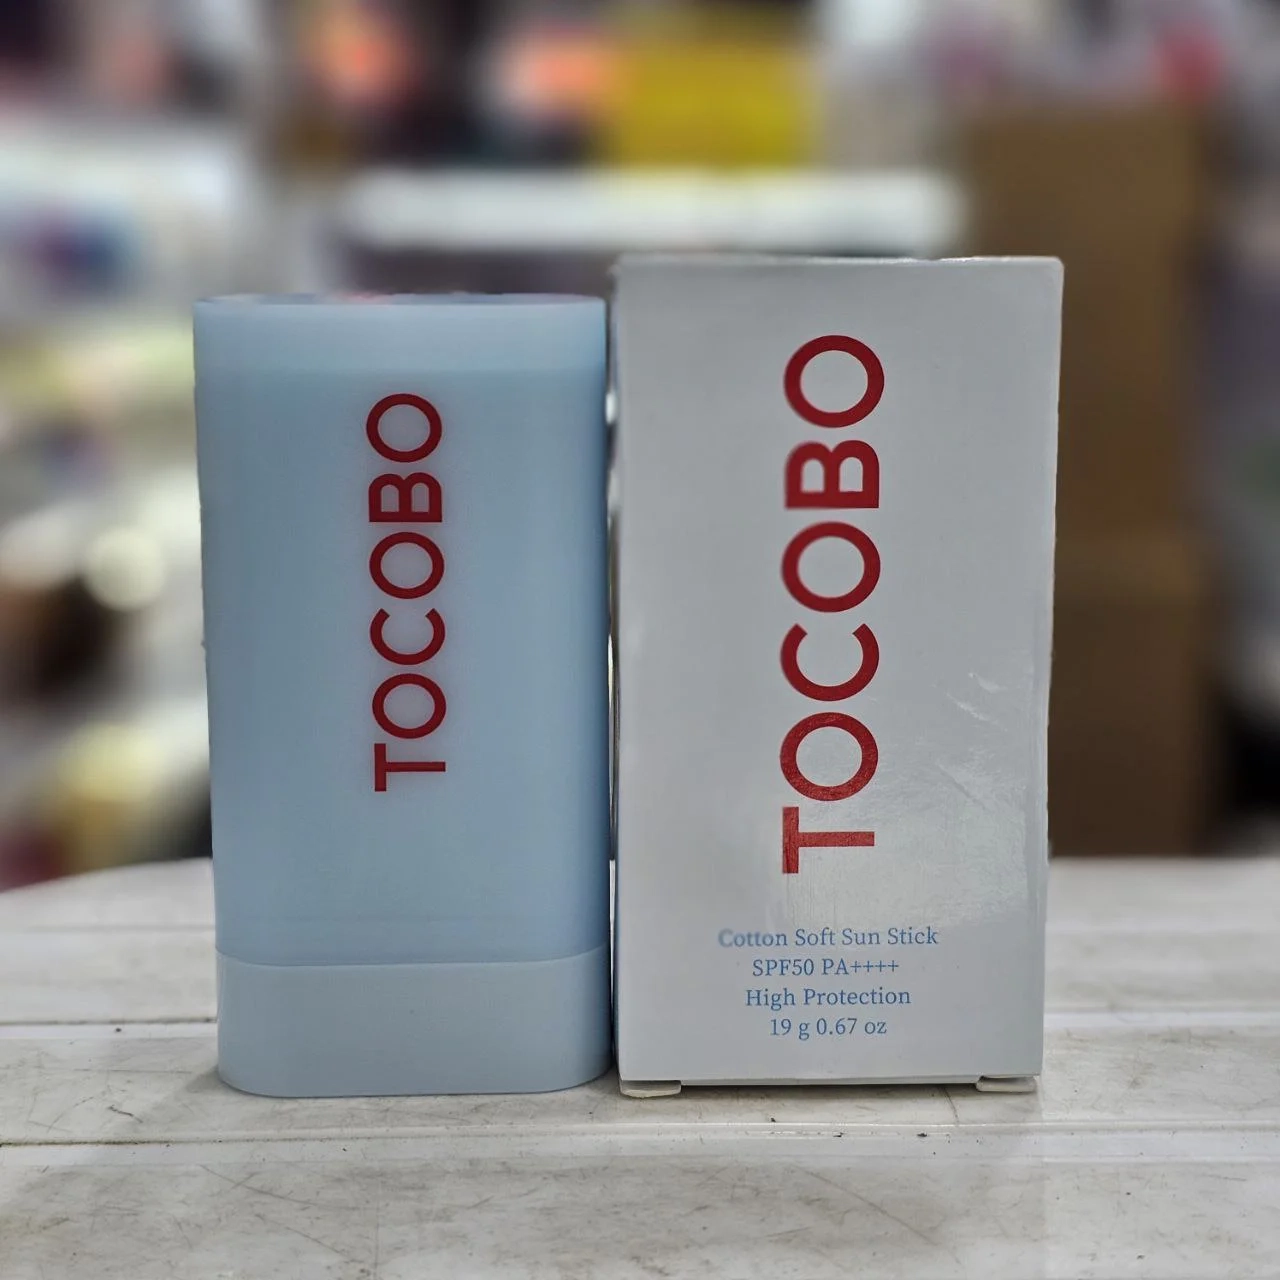 TOCOBO
TOCOBO
Cotton Soft Sun Stick
SPF50 PA++++
High Protection
19 g 0.67 oz